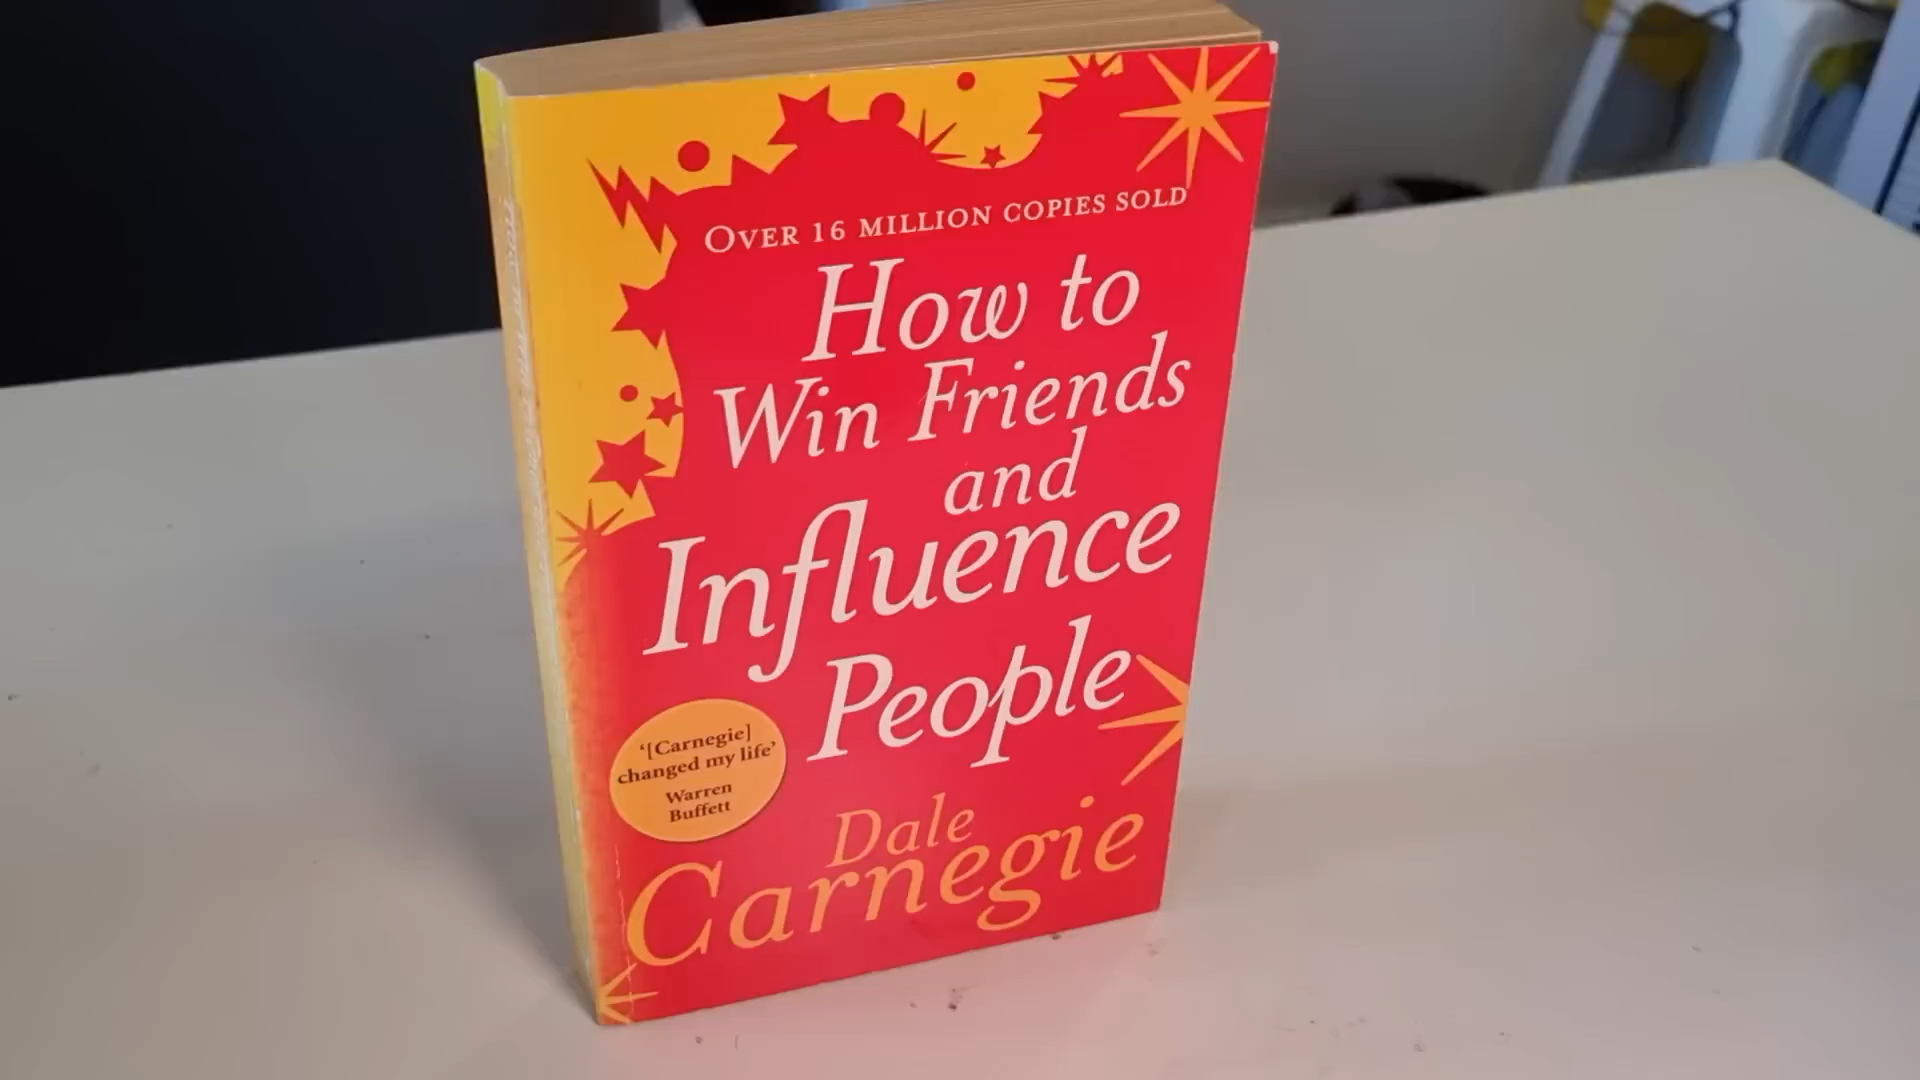 OVER 16 MILLION COPIES SOLD
How to
Win Friends
and
Influence
People
'[Carnegie]
changed my life'
Warren
Buffett
Dale
Carnegie